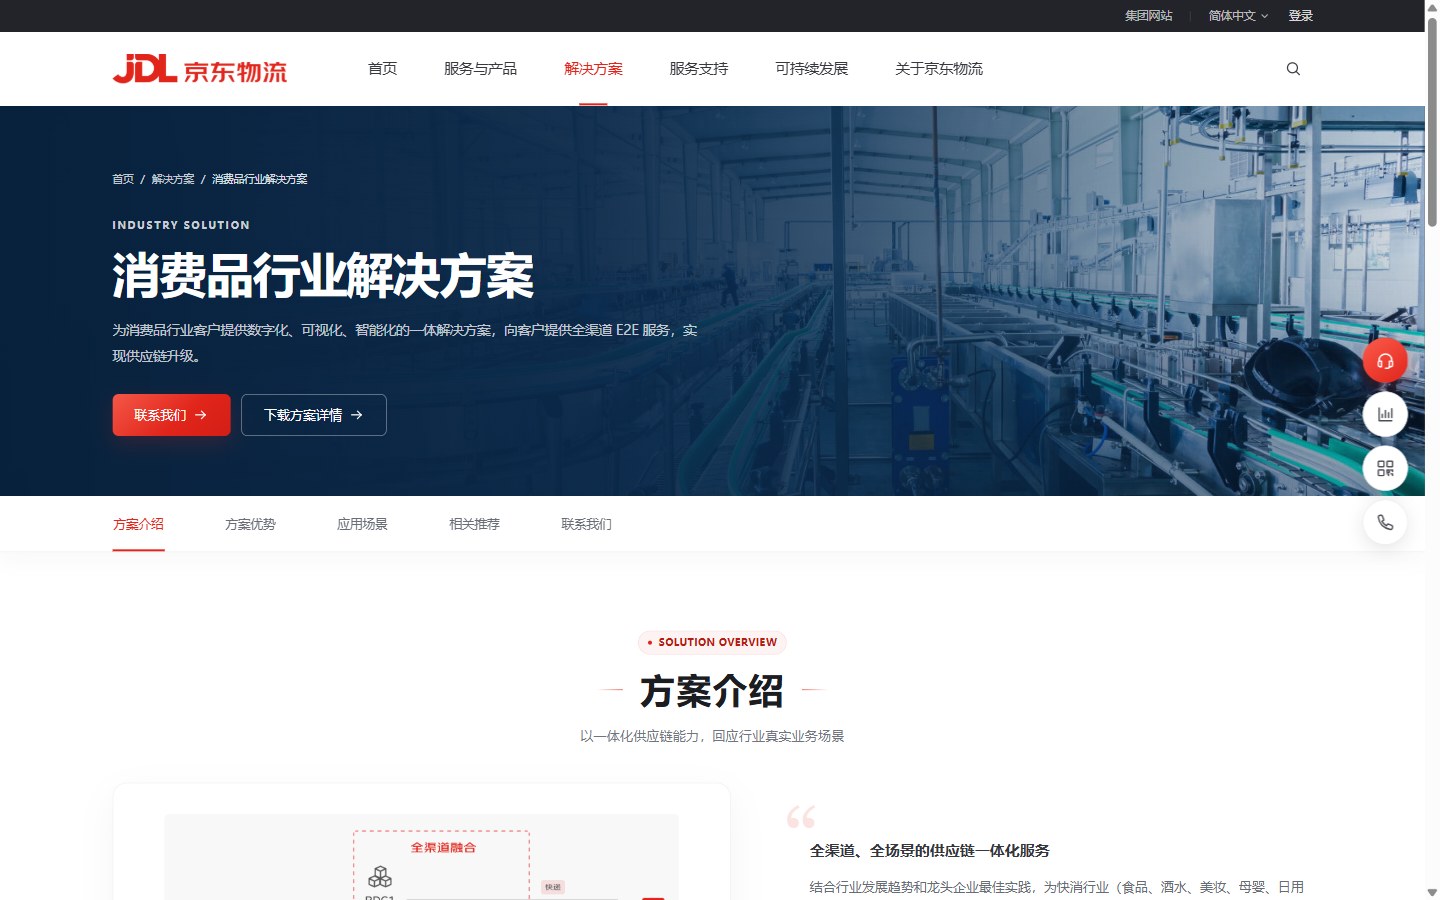 集团网站
简体中文
登录
JDL 京东物流
首页
服务与产品
解决方案
服务支持
可持续发展
关于京东物流
首页 / 解决方案 / 消费品行业解决方案
INDUSTRY SOLUTION
消费品行业解决方案
为消费品行业客户提供数字化、可视化、智能化的一体解决方案，向客户提供全渠道 E2E 服务，实
现供应链升级。
联系我们 →
下载方案详情 →
方案介绍
方案优势
应用场景
相关推荐
联系我们
SOLUTION OVERVIEW
方案介绍
以一体化供应链能力，回应行业真实业务场景
全渠道融合
快递
“
全渠道、全场景的供应链一体化服务
结合行业发展趋势和龙头企业最佳实践，为快消行业（食品、酒水、美妆、母婴、日用